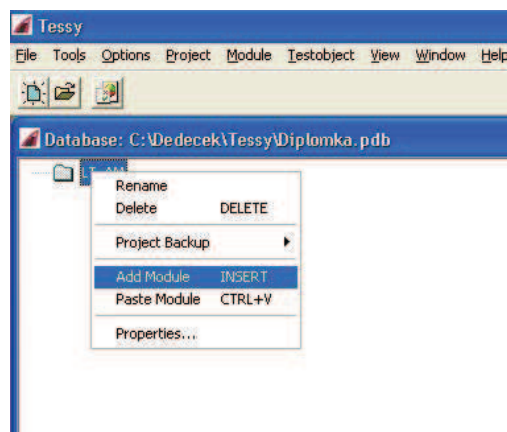 Tessy
File Tools Options Project Module Testobject View Window Help
Database: C:\Dedecek\Tessy\Diplomka.pdb
Rename
Delete DELETE
Project Backup
Add Module INSERT
Paste Module CTRL+V
Properties...